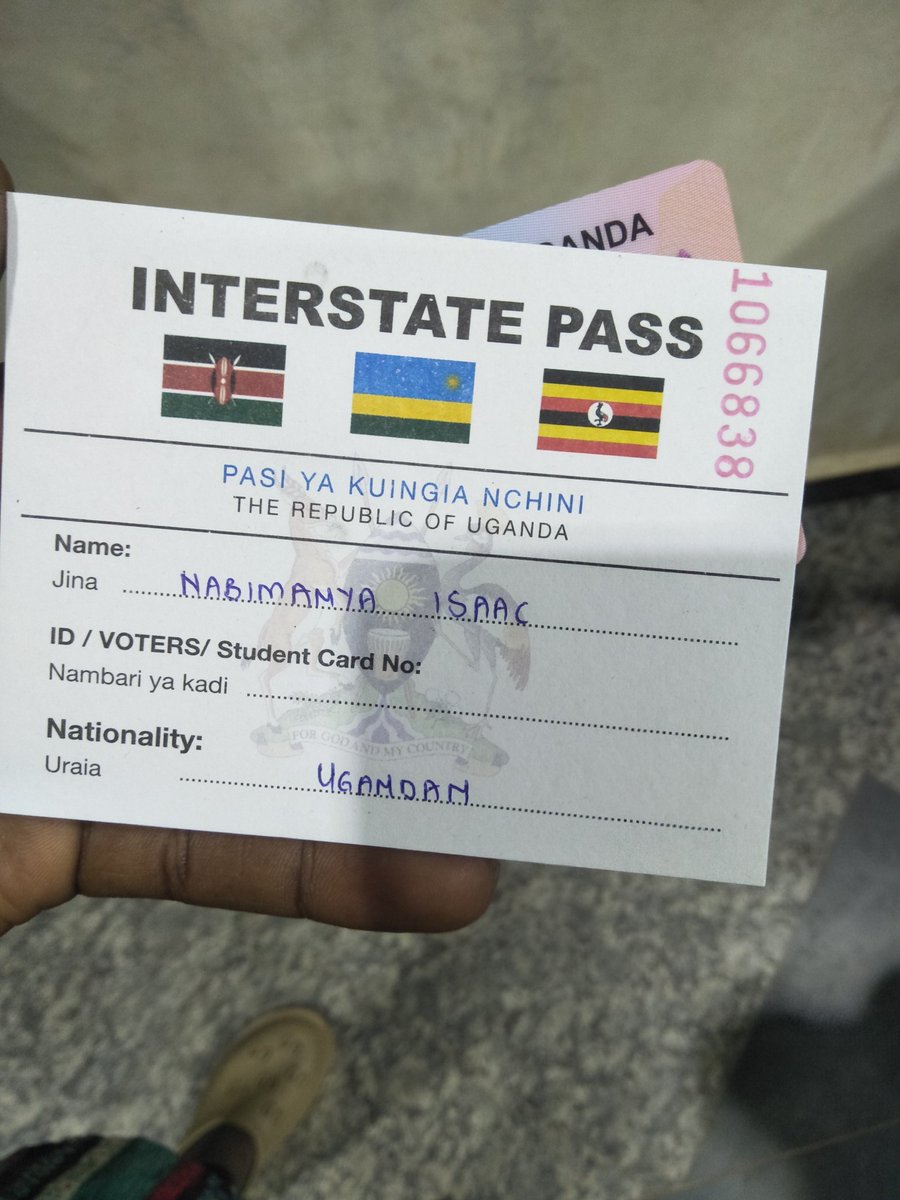 ANDA
INTERSTATE PASS
1066838
PASI YA KUINGIA NCHINI
THE REPUBLIC OF UGANDA
Name:
Jina NABIMANYA ISAAC
ID / VOTERS/ Student Card No:
Nambari ya kadi
FOR GOD AND MY COUNTRY
Nationality:
Uraia UGANDAN